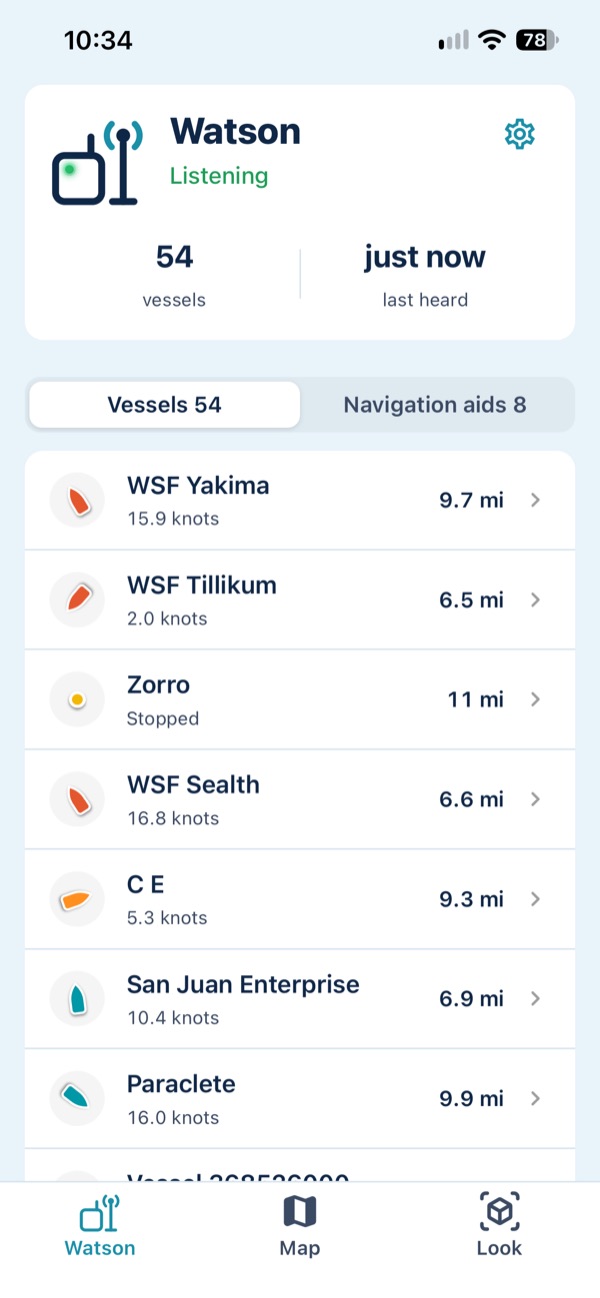 10:34
78
Watson
Listening
54
vessels
just now
last heard
Vessels 54
Navigation aids 8
WSF Yakima
15.9 knots
9.7 mi
WSF Tillikum
2.0 knots
6.5 mi
Zorro
Stopped
11 mi
WSF Sealth
16.8 knots
6.6 mi
C E
5.3 knots
9.3 mi
San Juan Enterprise
10.4 knots
6.9 mi
Paraclete
16.0 knots
9.9 mi
Vessel
Watson
Map
Look